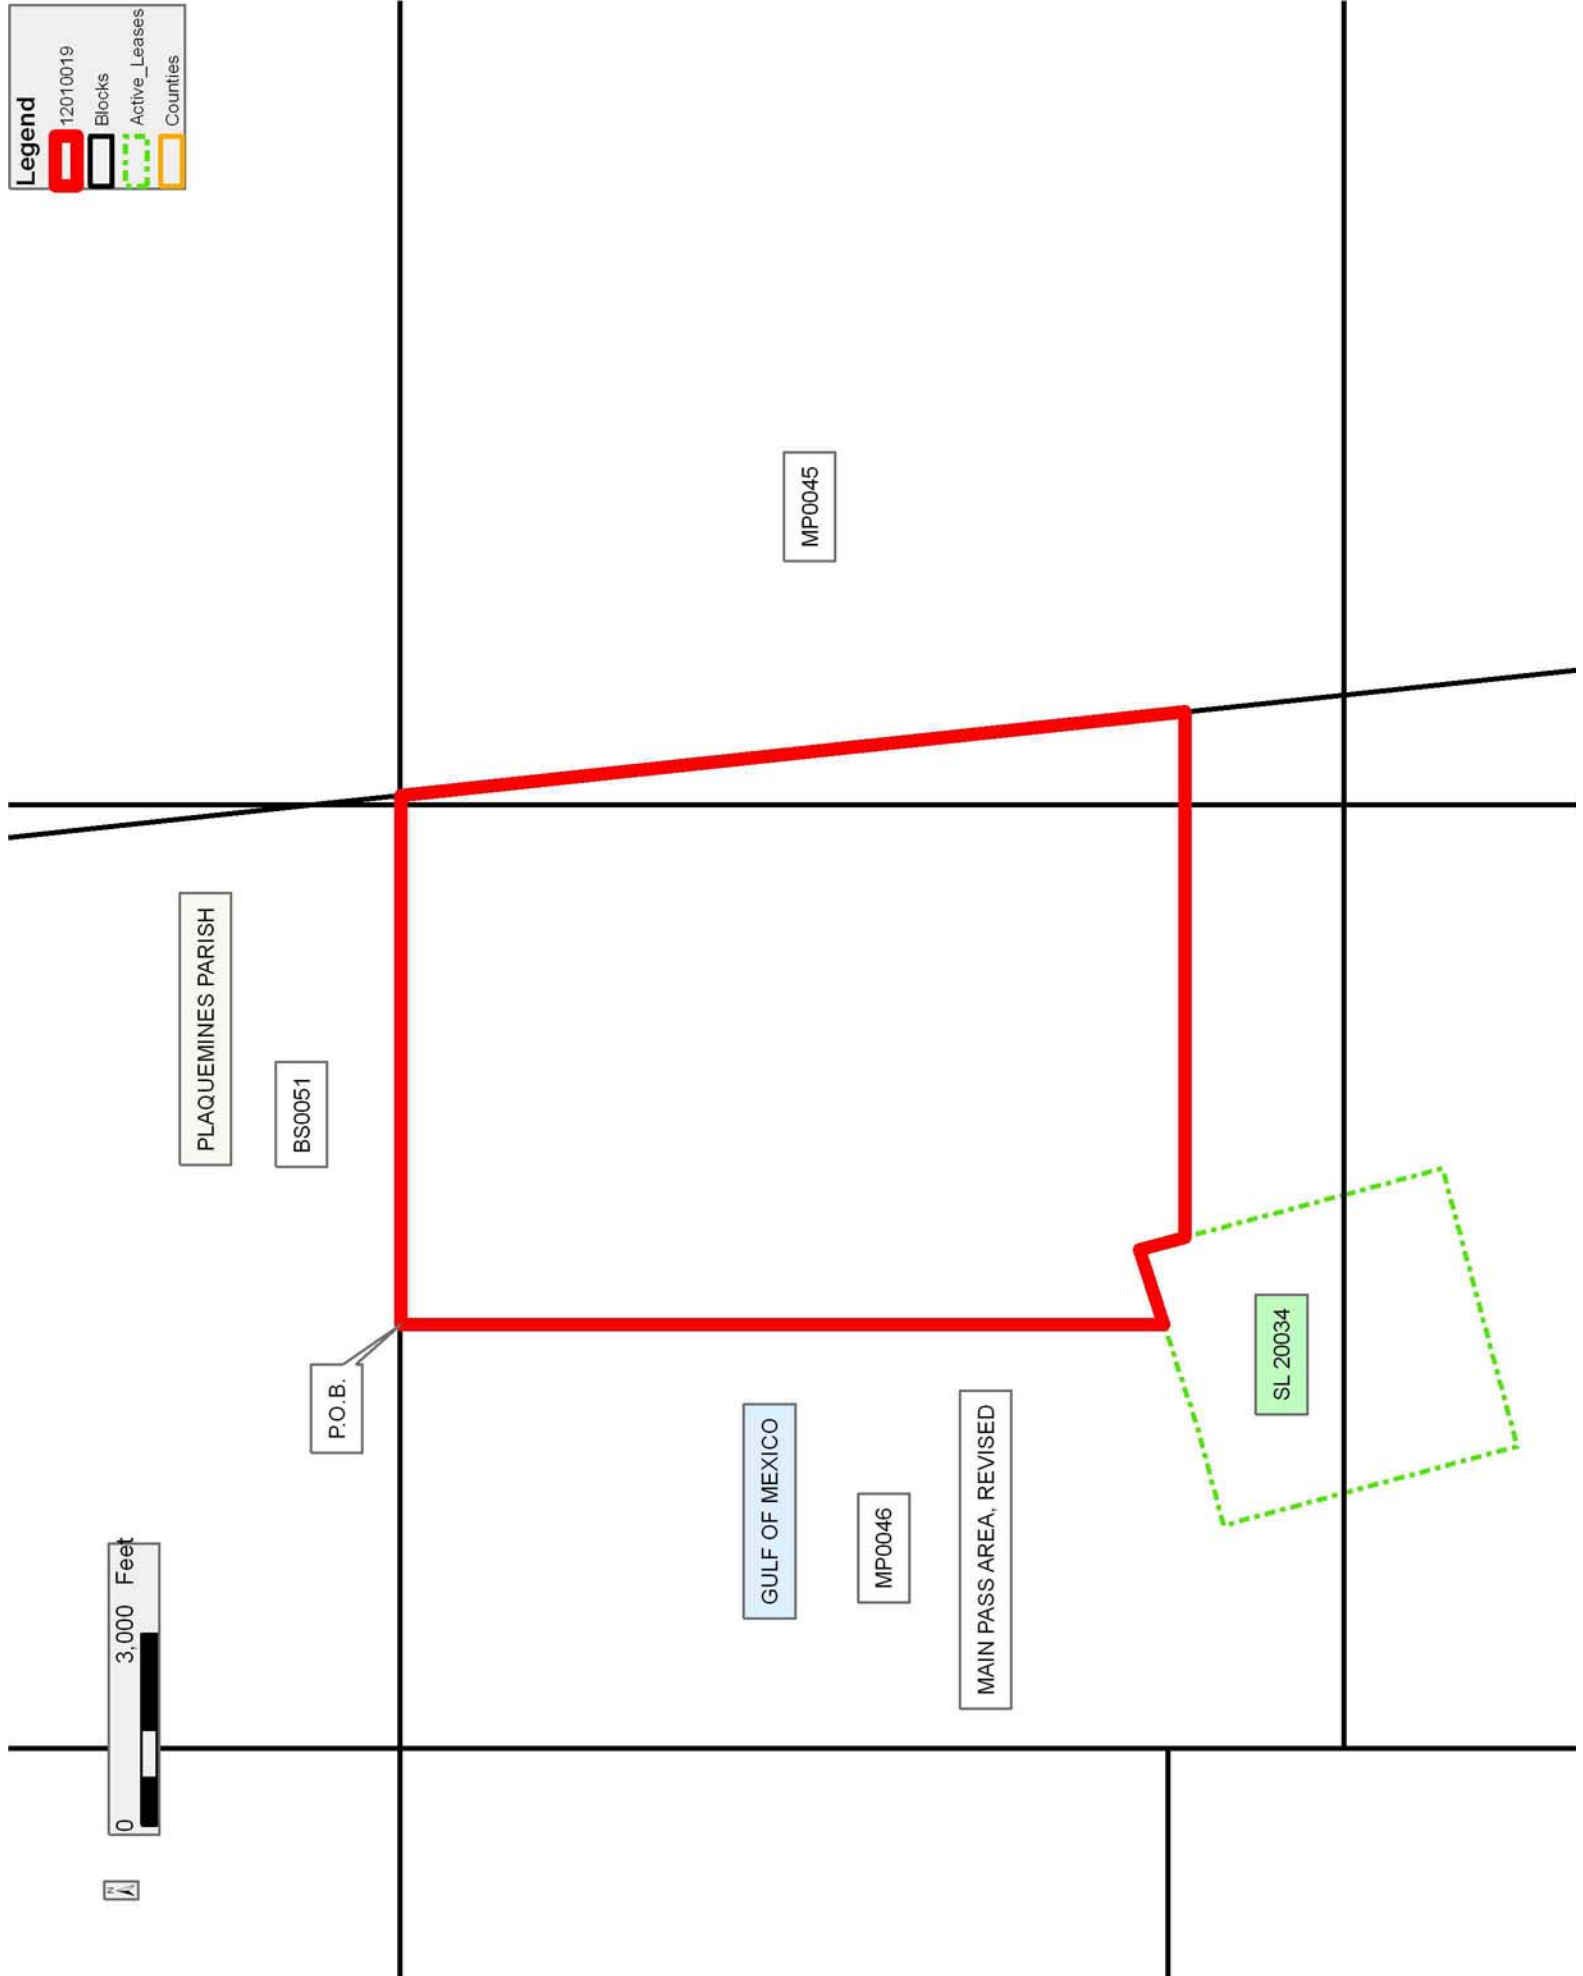 Legend
12010019
Blocks
Active_Leases
Counties
N
0 3,000 Feet
PLAQUEMINES PARISH
BS0051
P.O.B.
GULF OF MEXICO
MP0045
MP0046
MAIN PASS AREA, REVISED
SL 20034